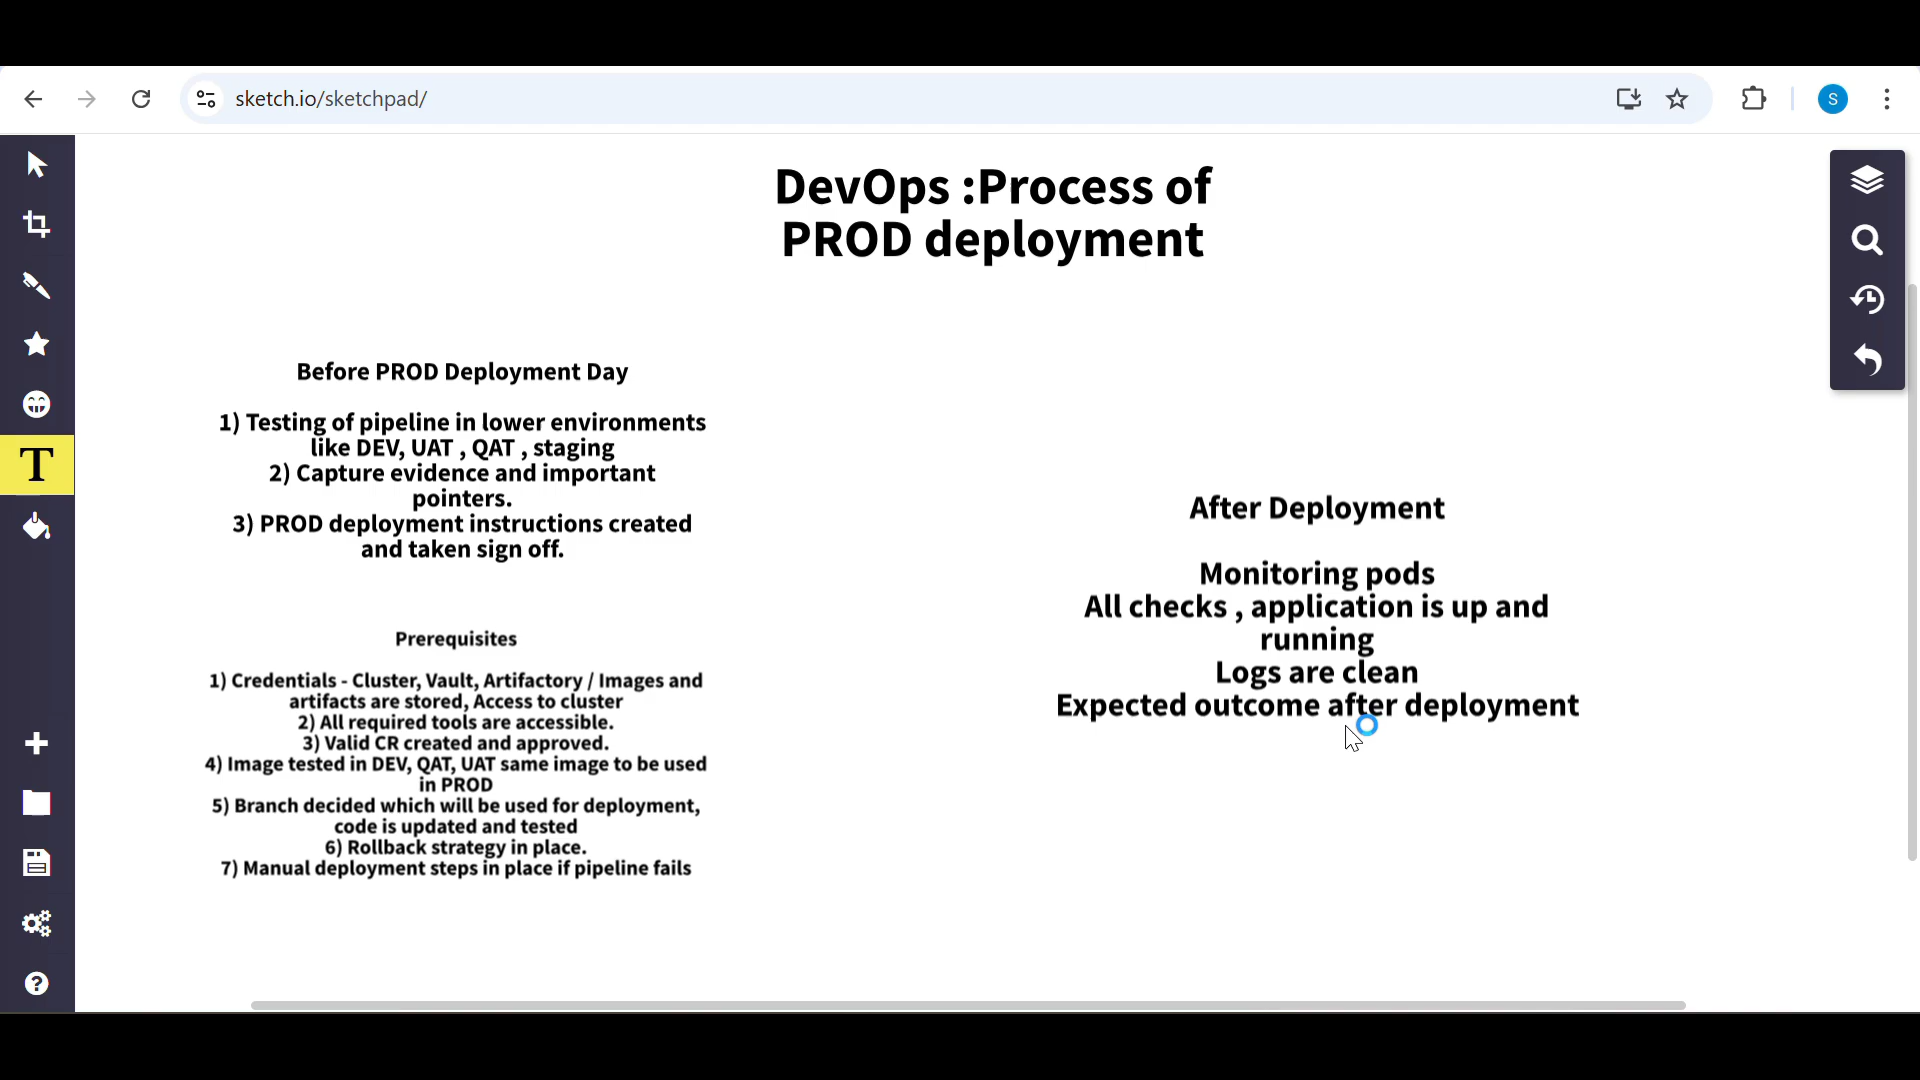 sketch.io/sketchpad/
S
DevOps :Process of
PROD deployment
Before PROD Deployment Day
1) Testing of pipeline in lower environments
like DEV, UAT , QAT , staging
2) Capture evidence and important
pointers.
3) PROD deployment instructions created
and taken sign off.
Prerequisites
1) Credentials - Cluster, Vault, Artifactory / Images and
artifacts are stored, Access to cluster
2) All required tools are accessible.
3) Valid CR created and approved.
4) Image tested in DEV, QAT, UAT same image to be used
in PROD
5) Branch decided which will be used for deployment,
code is updated and tested
6) Rollback strategy in place.
7) Manual deployment steps in place if pipeline fails
After Deployment
Monitoring pods
All checks , application is up and
running
Logs are clean
Expected outcome after deployment
T